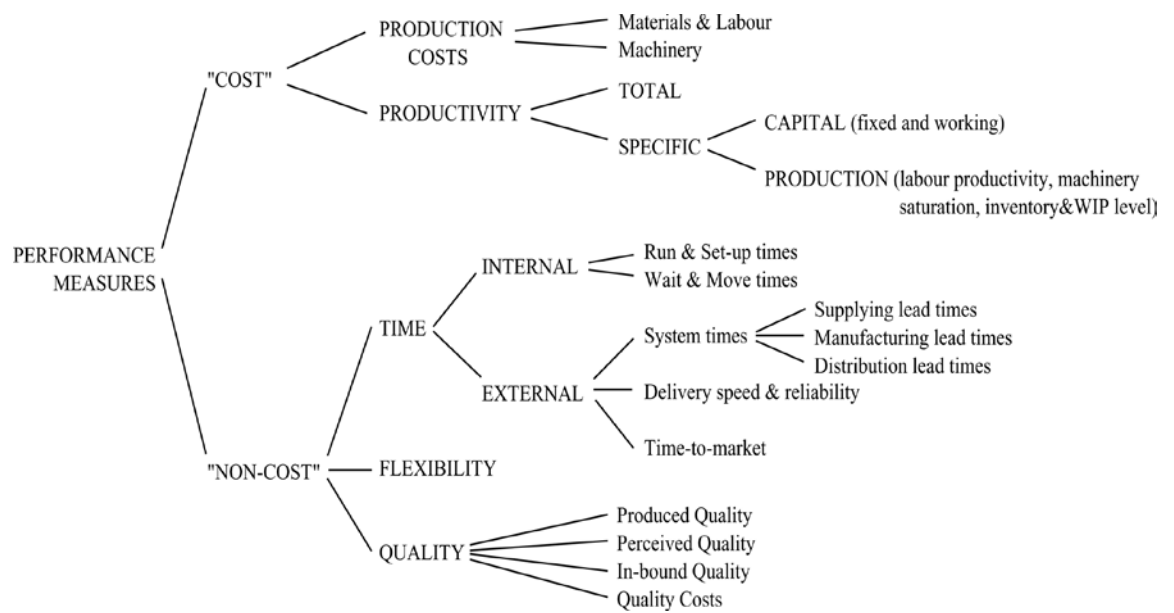 PRODUCTION
COSTS
Materials & Labour
Machinery
"COST"
PRODUCTIVITY
TOTAL
SPECIFIC
CAPITAL (fixed and working)
PRODUCTION (labour productivity, machinery
saturation, inventory&WIP level)
PERFORMANCE
MEASURES
INTERNAL
Run & Set-up times
Wait & Move times
TIME
EXTERNAL
System times
Supplying lead times
Manufacturing lead times
Distribution lead times
Delivery speed & reliability
Time-to-market
"NON-COST"
FLEXIBILITY
QUALITY
Produced Quality
Perceived Quality
In-bound Quality
Quality Costs